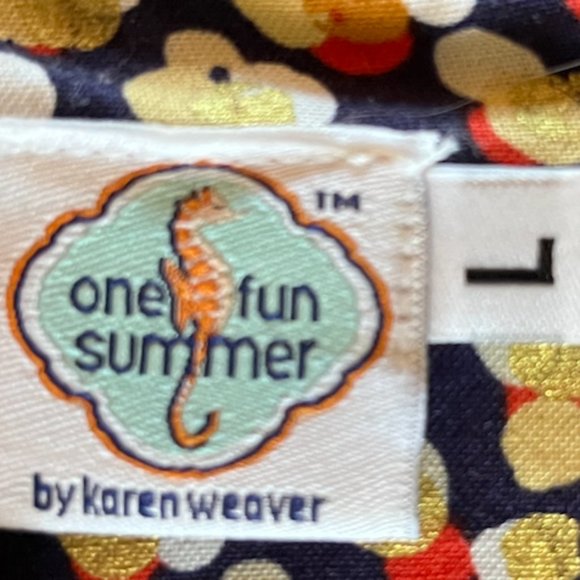 one fun
summer
TM
by karen weaver
L